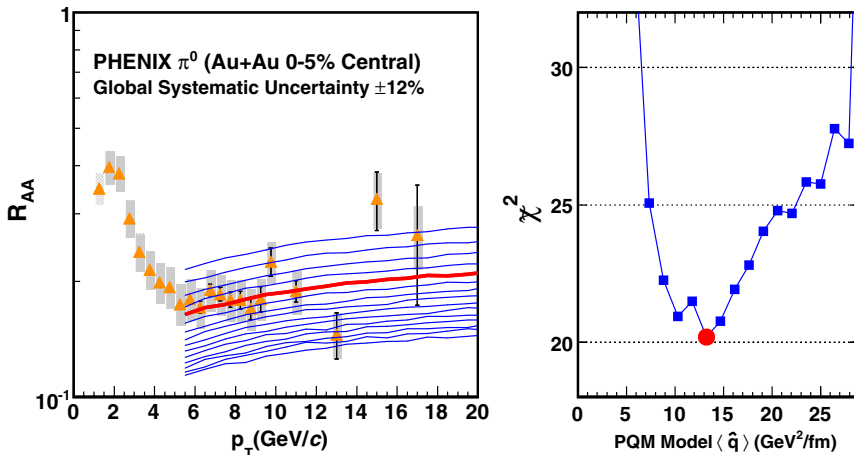 1
PHENIX π⁰ (Au+Au 0-5% Central)
Global Systematic Uncertainty ±12%
R_AA
10⁻¹
0 2 4 6 8 10 12 14 16 18 20
p_T(GeV/c)
30
25
20
χ²
0 5 10 15 20 25
PQM Model ⟨ q̂ ⟩ (GeV²/fm)